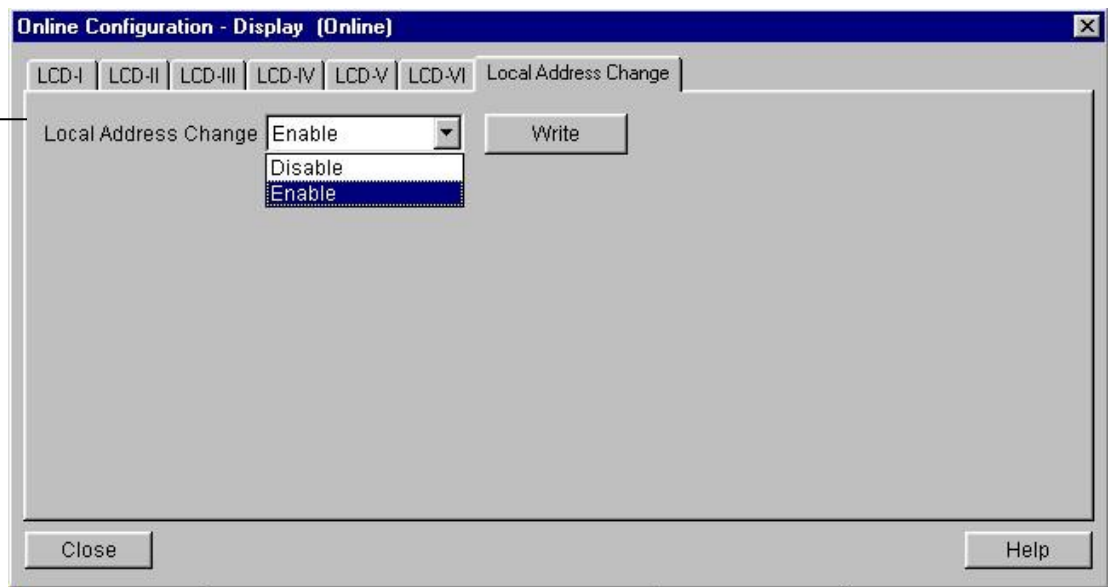 Online Configuration - Display (Online)
LCD-I LCD-II LCD-III LCD-IV LCD-V LCD-VI Local Address Change
Local Address Change Enable Write
Disable
Enable
Close Help